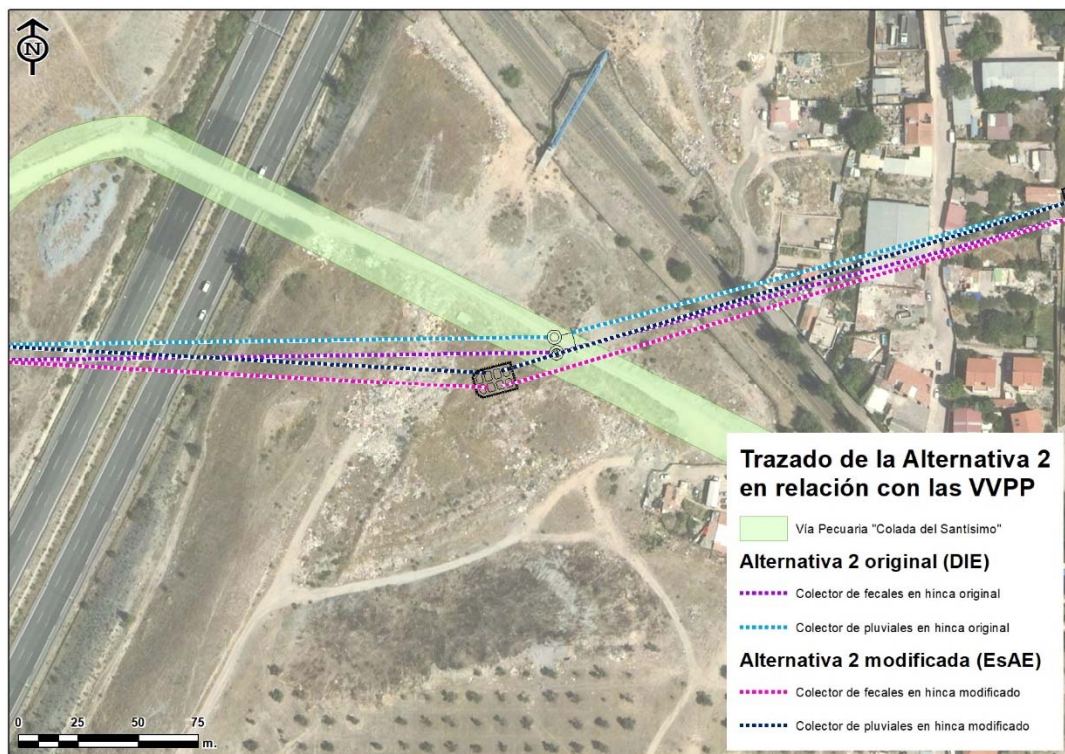 N
Trazado de la Alternativa 2
en relación con las VVPP
Vía Pecuaria "Colada del Santísimo"
Alternativa 2 original (DIE)
Colector de fecales en hinca original
Colector de pluviales en hinca original
Alternativa 2 modificada (EsAE)
Colector de fecales en hinca modificado
Colector de pluviales en hinca modificado
0 25 50 75
m.